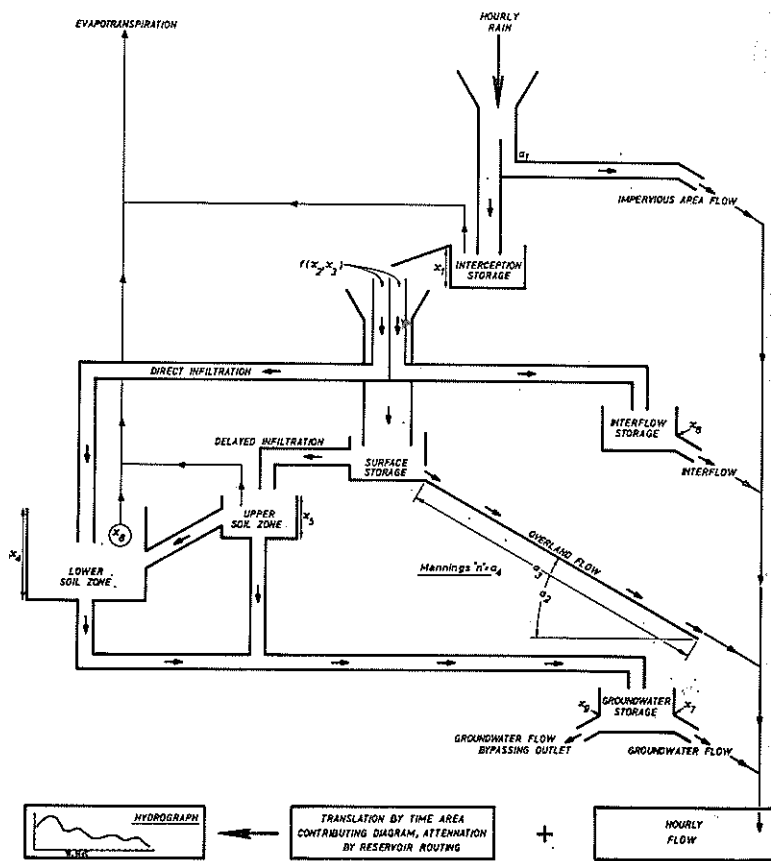 HOURLY
RAIN
EVAPOTRANSPIRATION
a1
IMPERVIOUS AREA FLOW
f(x2, x3)
x1
INTERCEPTION
STORAGE
DIRECT INFILTRATION
DELAYED INFILTRATION
SURFACE
STORAGE
INTERFLOW
STORAGE
INTERFLOW
UPPER
SOIL ZONE
x5
x4
LOWER
SOIL ZONE
OVERLAND FLOW
Mannings "n"=a4
a3
a2
x9
GROUNDWATER
STORAGE
x7
GROUNDWATER FLOW
BYPASSING OUTLET
GROUNDWATER FLOW
HYDROGRAPH
TRANSLATION BY TIME AREA
CONTRIBUTING DIAGRAM, ATTENNATION
BY RESERVOIR ROUTING
+
HOURLY
FLOW